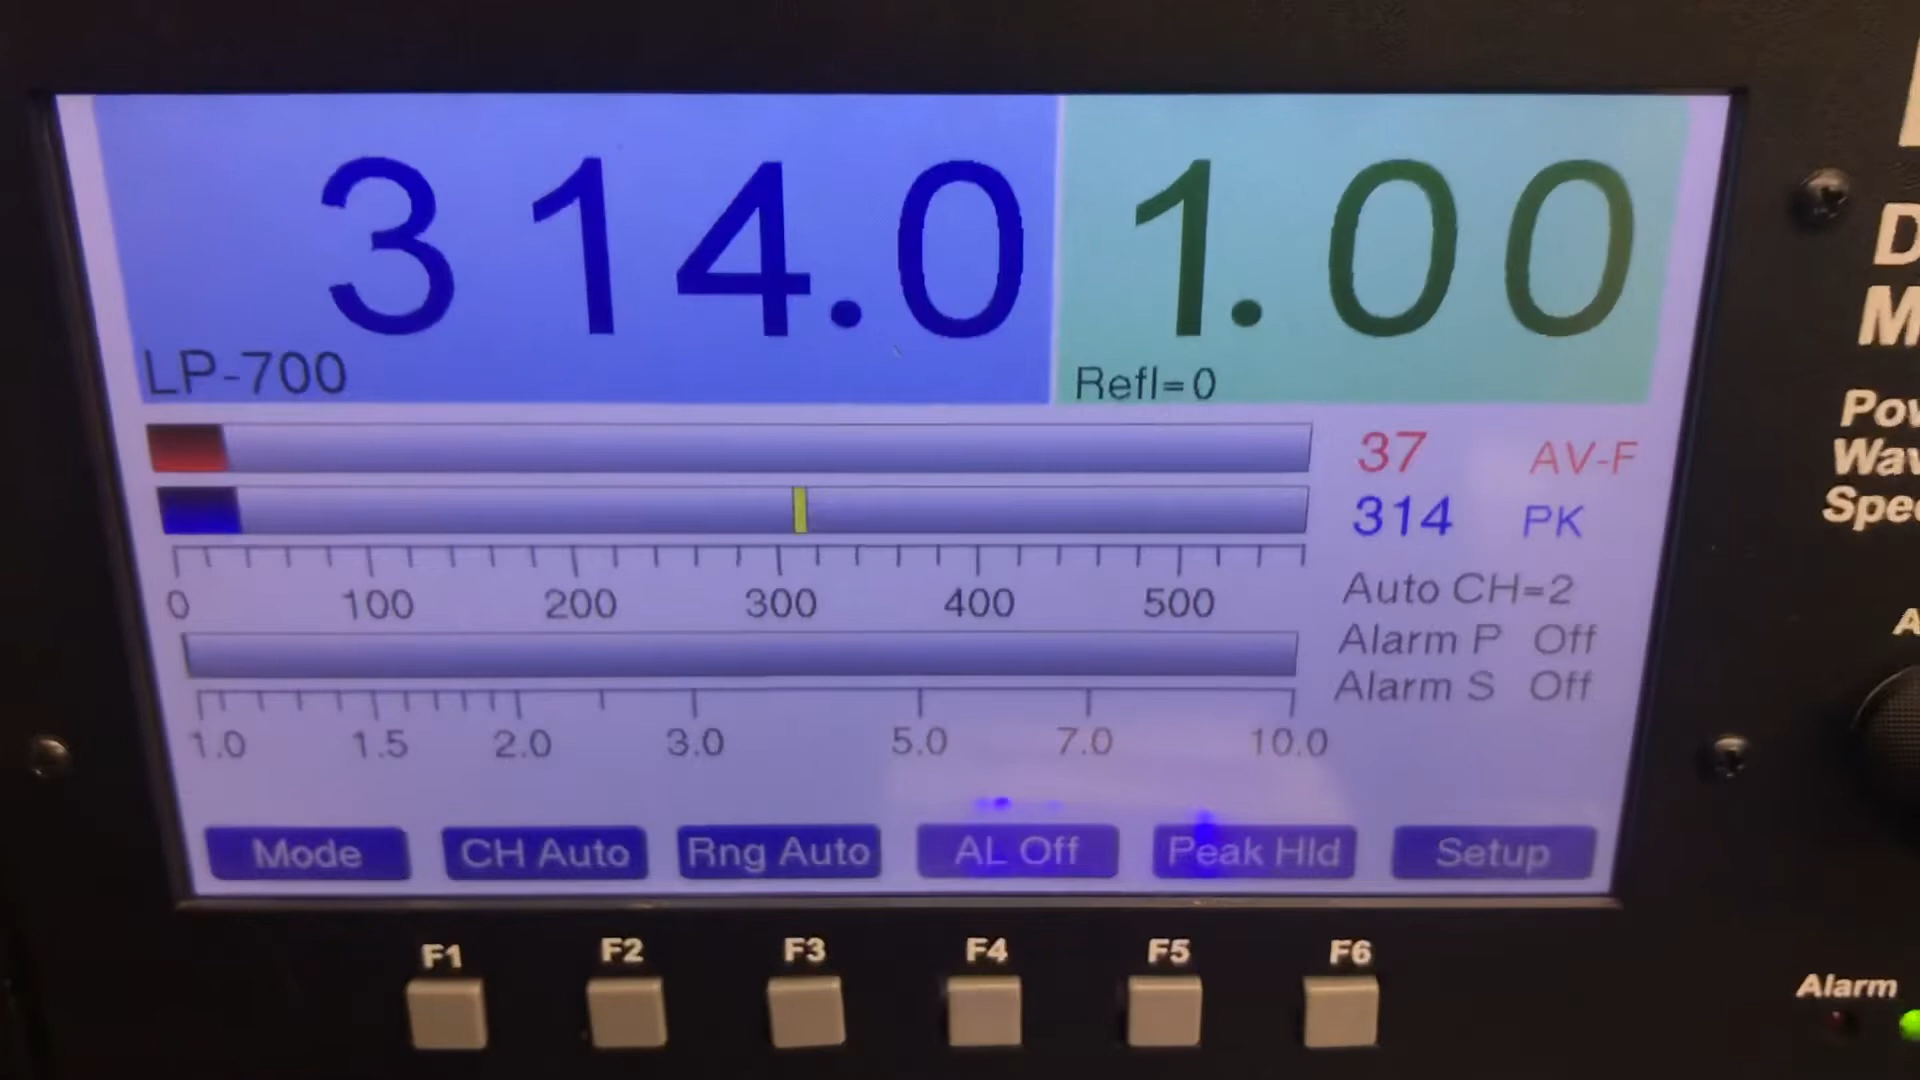 314.0 1.00
LP-700 Refl=0
37 AV-F
314 PK
0 100 200 300 400 500
Auto CH=2
Alarm P Off
Alarm S Off
1.0 1.5 2.0 3.0 5.0 7.0 10.0
Mode CH Auto Rng Auto AL Off Peak Hld Setup
F1 F2 F3 F4 F5 F6
Alarm